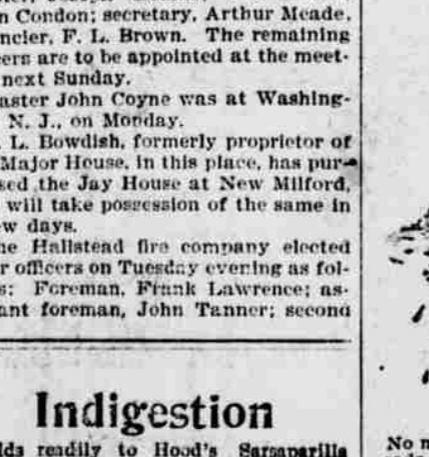 n Condon; secretary, Arthur Meade,
ncier, F. L. Brown. The remaining
ers are to be appointed at the meet-
next Sunday.
aster John Coyne was at Washing-
N. J., on Monday.
L. Bowdish, formerly proprietor of
Major House, in this place, has pur-
sed the Jay House at New Milford,
will take possession of the same in
w days.
he Hallstead fire company elected
r officers on Tuesday evening as fol-
s: Foreman, Frank Lawrence; as-
ant foreman, John Tanner; second
Indigestion
lds readily to Hood's Sarsaparilla
No